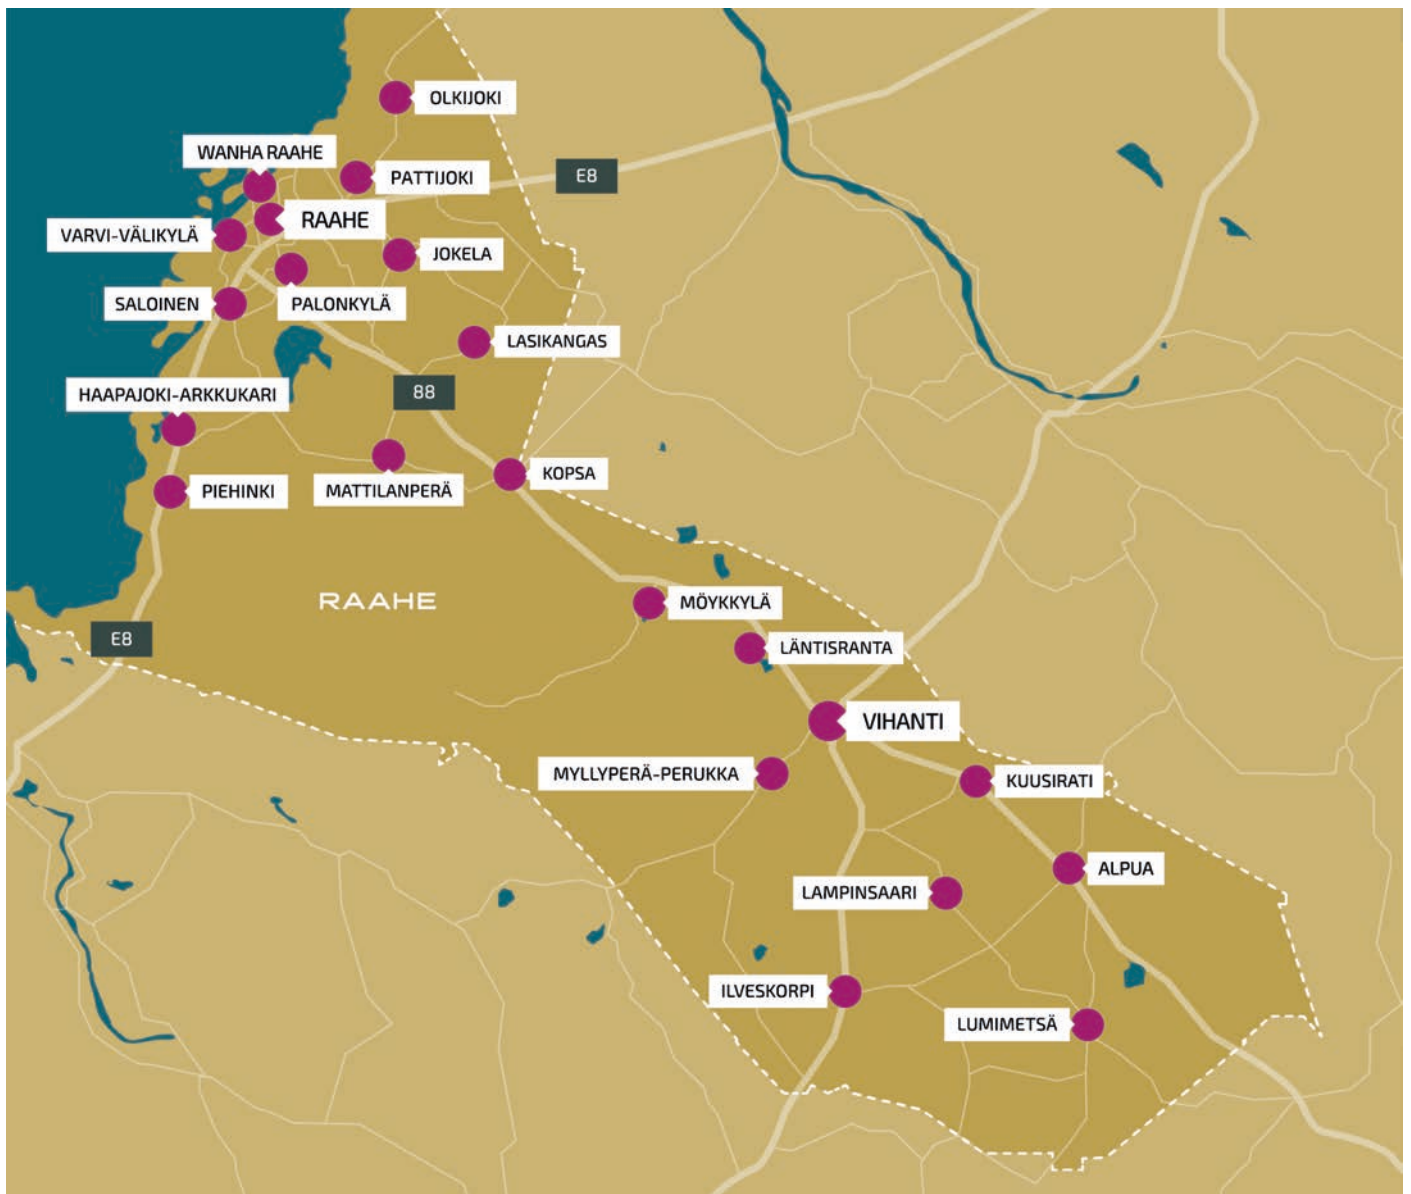 OLKIJOKI
WANHA RAAHE
PATTIJOKI
E8
RAAHE
VARVI-VÄLIKYLÄ
JOKELA
SALOINEN
PALONKYLÄ
LASIKANGAS
HAAPAJOKI-ARKKUKARI
88
KOPSA
PIEHINKI
MATTILANPERÄ
RAAHE
MÖYKKYLÄ
E8
LÄNTISRANTA
VIHANTI
MYLLYPERÄ-PERUKKA
KUUSIRATI
ALPUA
LAMPINSAARI
ILVESKORPI
LUMIMETSÄ